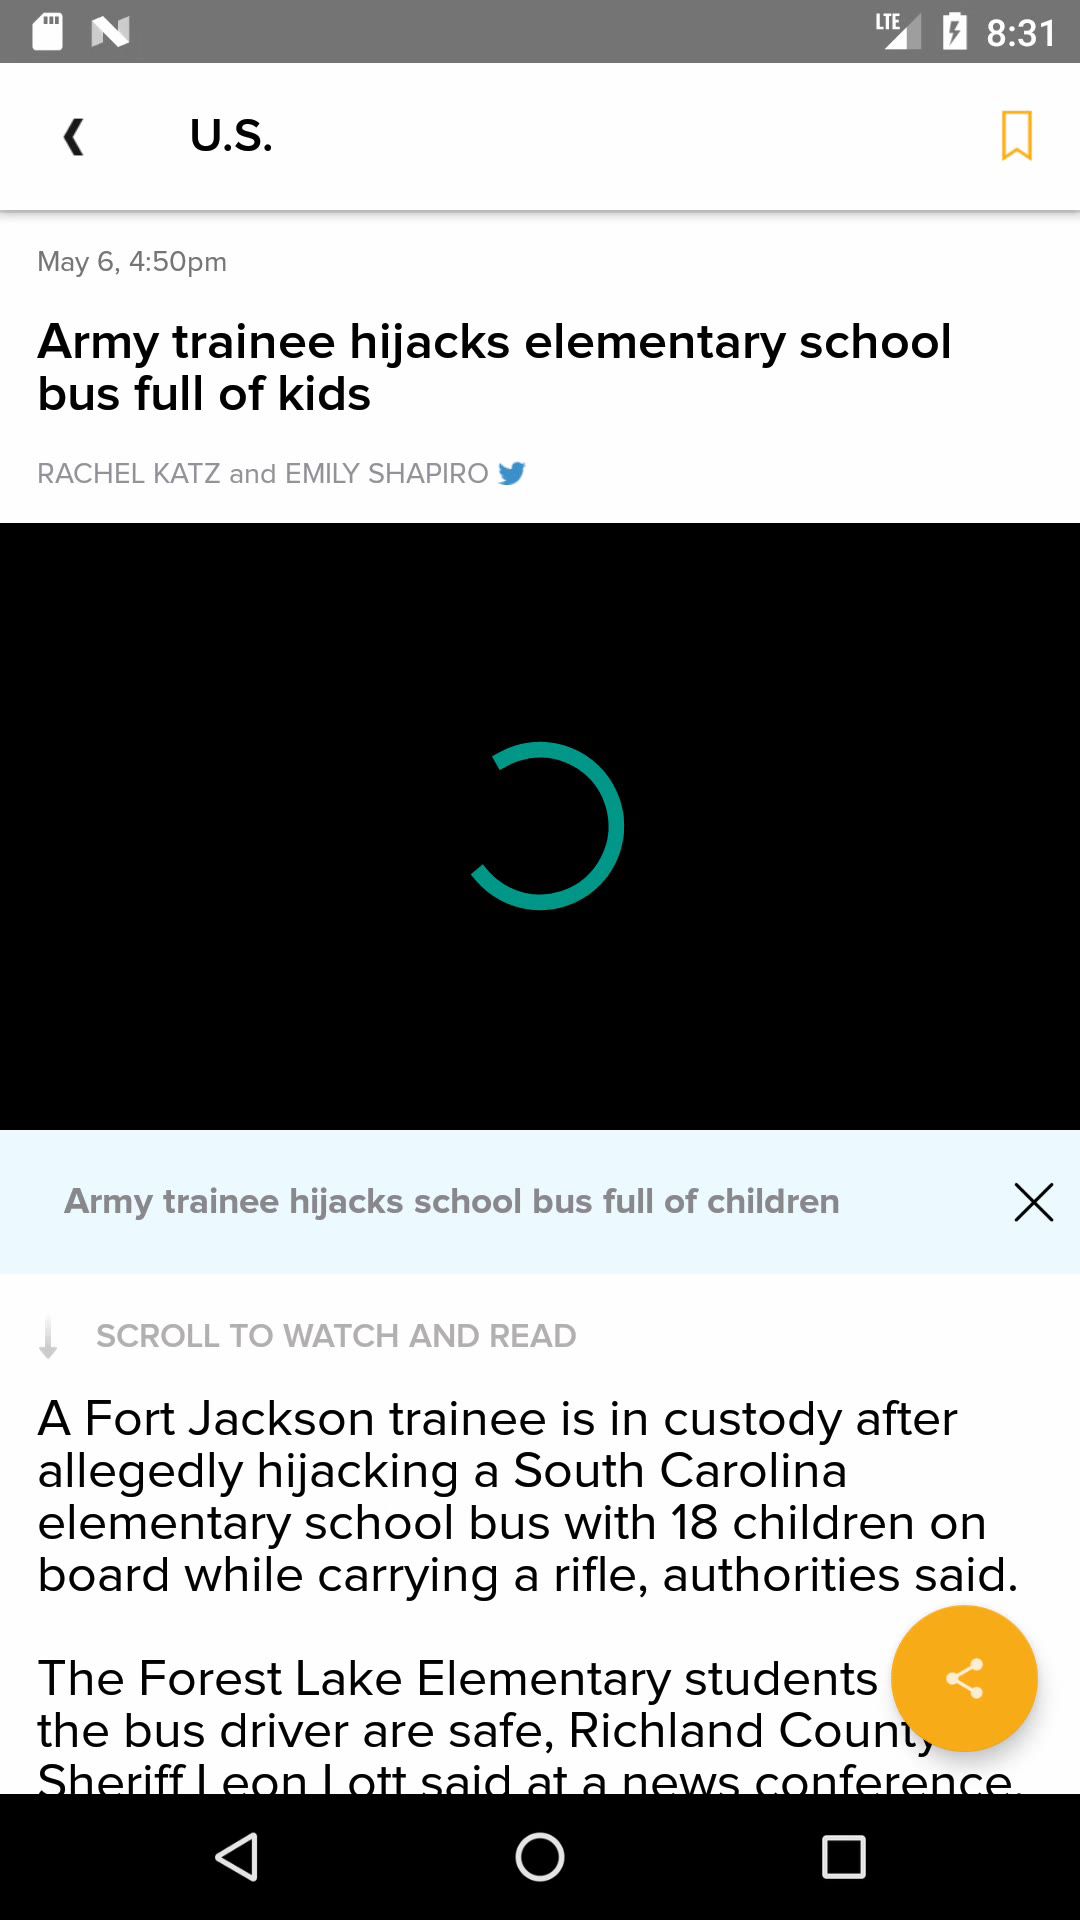 LTE 8:31
U.S.
May 6, 4:50pm
Army trainee hijacks elementary school
bus full of kids
RACHEL KATZ and EMILY SHAPIRO
Army trainee hijacks school bus full of children
SCROLL TO WATCH AND READ
A Fort Jackson trainee is in custody after
allegedly hijacking a South Carolina
elementary school bus with 18 children on
board while carrying a rifle, authorities said.
The Forest Lake Elementary students
the bus driver are safe, Richland County
Sheriff Leon Lott said at a news conference.